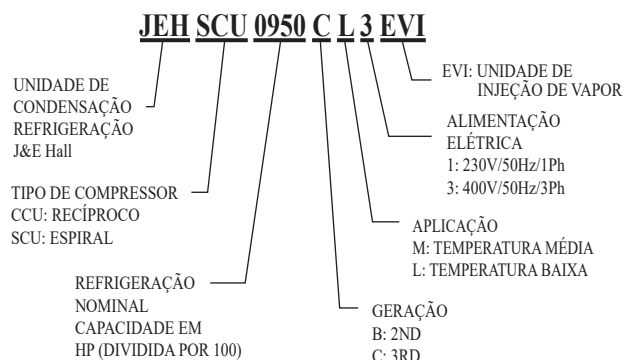 JEH SCU 0950 C L 3 EVI
UNIDADE DE
CONDENSAÇÃO
REFRIGERAÇÃO
J&E Hall
TIPO DE COMPRESSOR
CCU: RECÍPROCO
SCU: ESPIRAL
REFRIGERAÇÃO
NOMINAL
CAPACIDADE EM
HP (DIVIDIDA POR 100)
EVI: UNIDADE DE
INJEÇÃO DE VAPOR
ALIMENTAÇÃO
ELÉTRICA
1: 230V/50Hz/1Ph
3: 400V/50Hz/3Ph
APLICAÇÃO
M: TEMPERATURA MÉDIA
L: TEMPERATURA BAIXA
GERAÇÃO
B: 2ND
C: 3RD